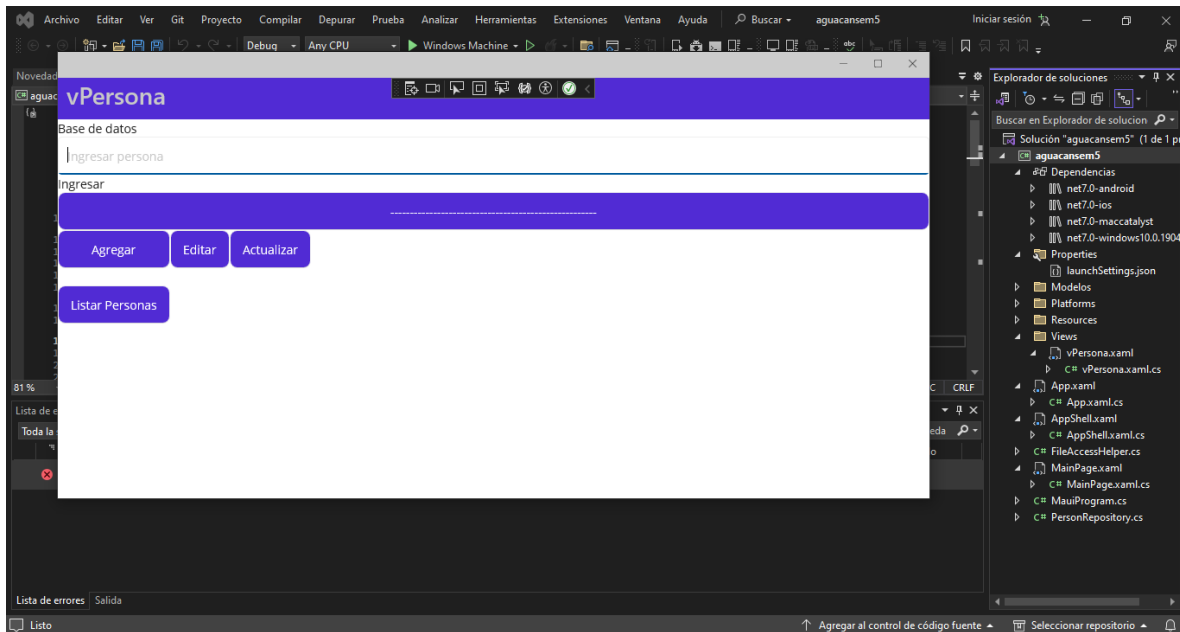 Archivo Editar Ver Git Proyecto Compilar Depurar Prueba Analizar Herramientas Extensiones Ventana Ayuda Buscar aguacansem5 Iniciar sesión
Debug Any CPU Windows Machine
Novedad
aguac
vPersona
Base de datos
Ingresar persona
Ingresar
-----------------------------------------------------
Agregar Editar Actualizar
Listar Personas
81 %
CRLF
Lista de e
Toda la
eda
Lista de errores Salida
Listo
Agregar al control de código fuente Seleccionar repositorio
Explorador de soluciones
Buscar en Explorador de solucion
Solución "aguacansem5" (1 de 1 pr
C# aguacansem5
Dependencias
net7.0-android
net7.0-ios
net7.0-maccatalyst
net7.0-windows10.0.1904
Properties
launchSettings.json
Modelos
Platforms
Resources
Views
vPersona.xaml
C# vPersona.xaml.cs
App.xaml
C# App.xaml.cs
AppShell.xaml
C# AppShell.xaml.cs
C# FileAccessHelper.cs
MainPage.xaml
C# MainPage.xaml.cs
C# MauiProgram.cs
C# PersonRepository.cs